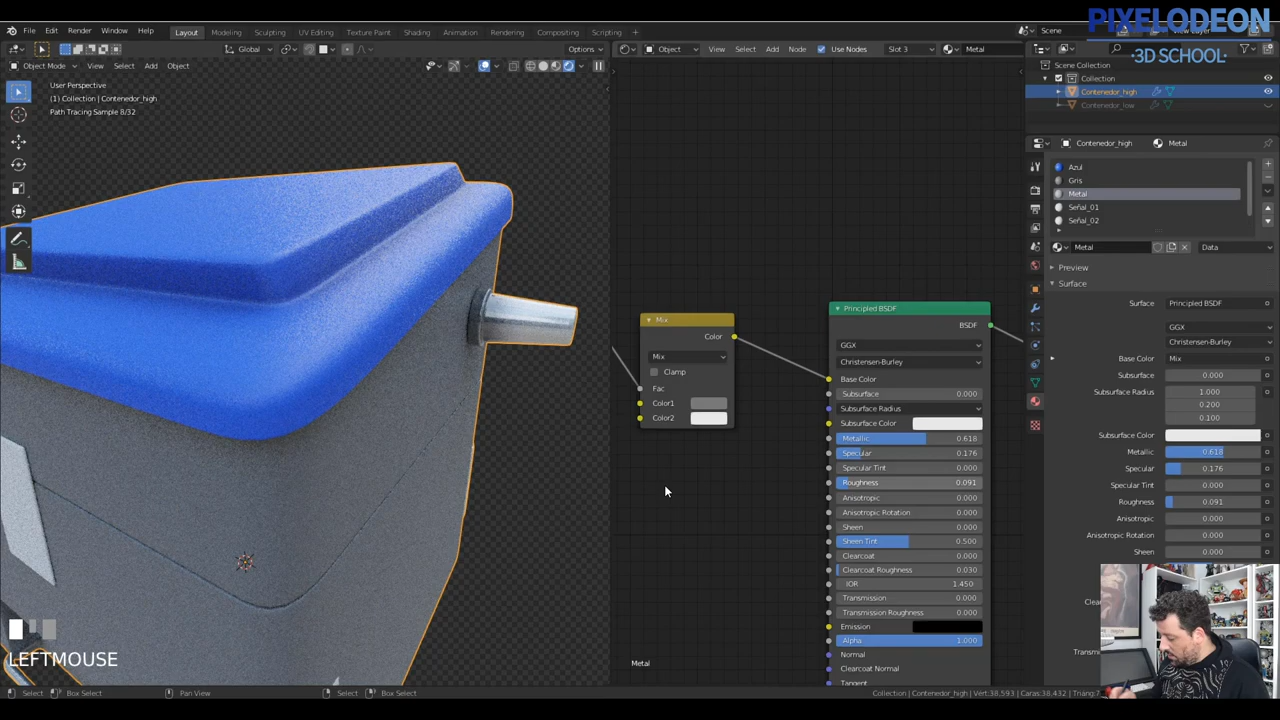 PIXELODEON
·3D SCHOOL·
Blender File Edit Render Window Help
Layout Modeling Sculpting UV Editing Texture Paint Shading Animation Rendering Compositing Scripting
Scene
Global
Options
Object
View Select Add Node Use Nodes Slot 3 Metal
Object Mode View Select Add Object
User Perspective
(1) Collection | Contenedor_high
Path Tracing Sample 8/32
Scene Collection
Collection
Contenedor_high
Contenedor_low
Contenedor_high Metal
Azul
Gris
Metal
Señal_01
Señal_02
Metal
Data
Preview
Surface
Surface Principled BSDF
GGX
Christensen-Burley
Base Color Mix
Subsurface 0.000
Subsurface Radius 1.000
0.200
0.100
Subsurface Color
Metallic 0.618
Specular 0.176
Specular Tint 0.000
Roughness 0.091
Anisotropic 0.000
Anisotropic Rotation 0.000
Sheen 0.000
Mix
Color
Mix
Clamp
Fac
Color1
Color2
Principled BSDF
BSDF
GGX
Christensen-Burley
Base Color
Subsurface 0.000
Subsurface Radius
Subsurface Color
Metallic 0.618
Specular 0.176
Specular Tint 0.000
Roughness 0.091
Anisotropic 0.000
Anisotropic Rotation 0.000
Sheen 0.000
Sheen Tint 0.500
Clearcoat 0.000
Clearcoat Roughness 0.030
IOR 1.450
Transmission 0.000
Transmission Roughness 0.000
Emission
Alpha 1.000
Normal
Clearcoat Normal
Tangent
LEFTMOUSE
Metal
Select Box Select Pan View Select Box Select
Collection | Contenedor_high | Vért:38,593 | Caras:38,432